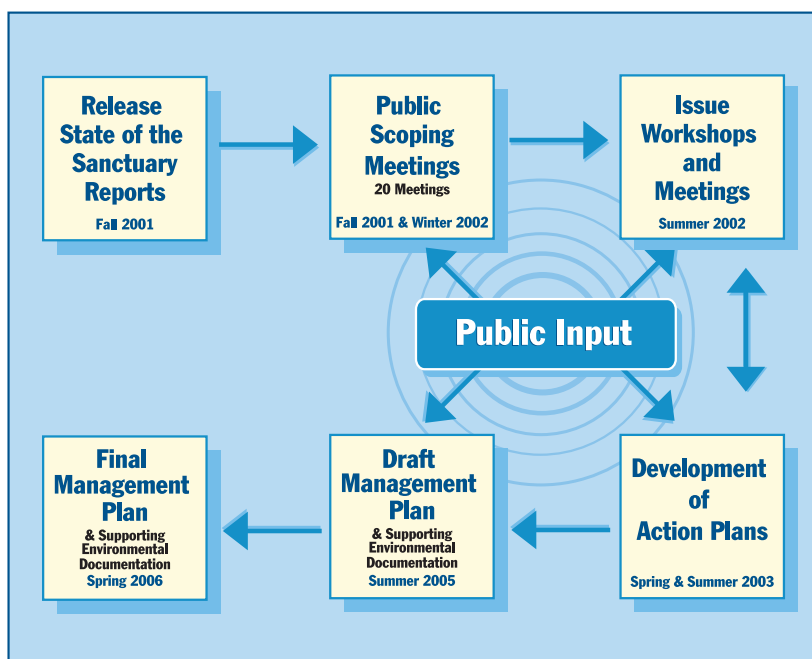 Release
State of the
Sanctuary
Reports
Fall 2001
Public
Scoping
Meetings
20 Meetings
Fall 2001 & Winter 2002
Issue
Workshops
and
Meetings
Summer 2002
Public Input
Final
Management
Plan
& Supporting
Environmental
Documentation
Spring 2006
Draft
Management
Plan
& Supporting
Environmental
Documentation
Summer 2005
Development
of
Action Plans
Spring & Summer 2003